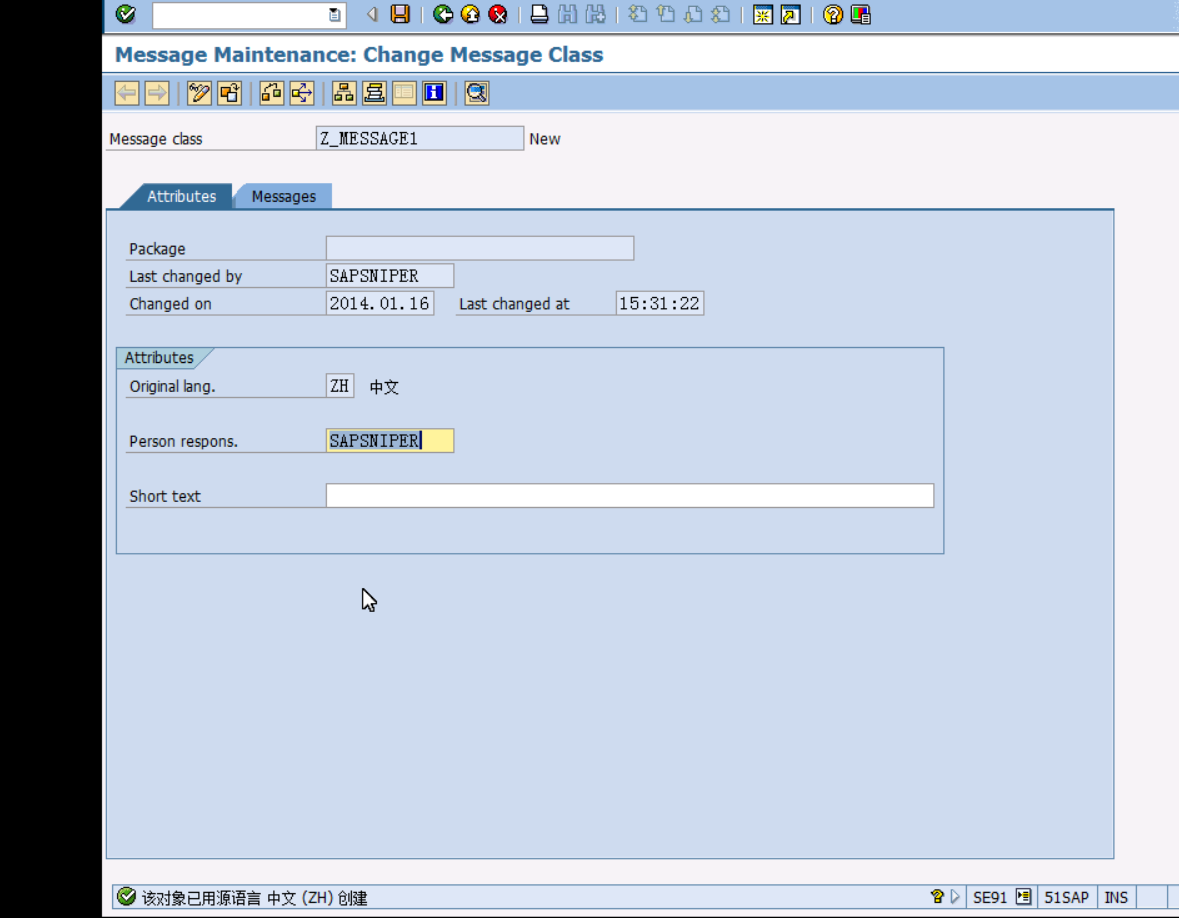 Message Maintenance: Change Message Class
Message class Z_MESSAGE1 New
Attributes Messages
Package
Last changed by SAPSNIPER
Changed on 2014.01.16 Last changed at 15:31:22
Attributes
Original lang. ZH 中文
Person respons. SAPSNIPER
Short text
该对象已用源语言 中文 (ZH) 创建 SE91 51SAP INS